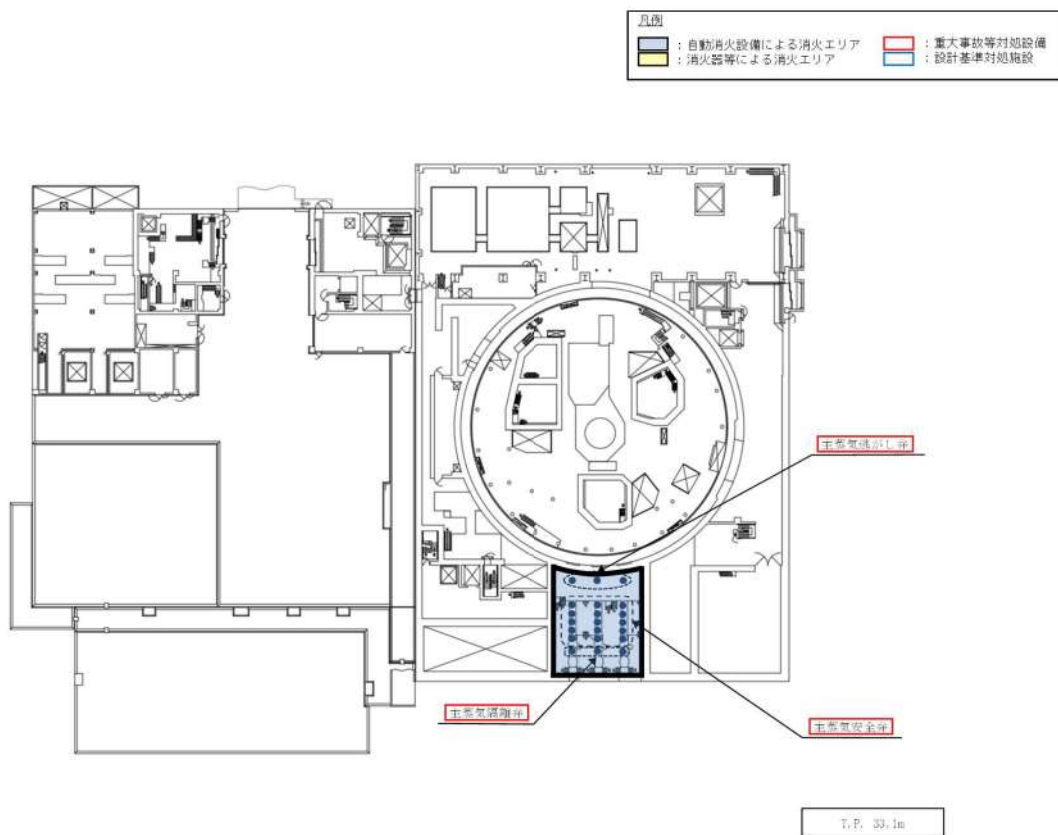 凡例
：自動消火設備による消火エリア
：重大事故等対処設備
：消火器等による消火エリア
：設計基準対処施設
主蒸気逃がし弁
主蒸気隔離弁
主蒸気安全弁
T.P. 33.1m